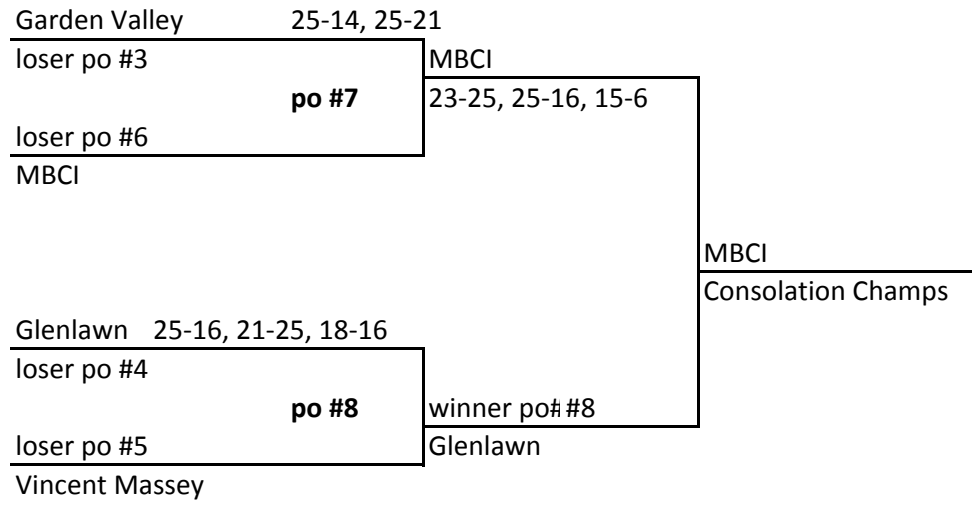 Garden Valley 25-14, 25-21
loser po #3 MBCI
po #7 23-25, 25-16, 15-6
loser po #6
MBCI
MBCI
Consolation Champs
Glenlawn 25-16, 21-25, 18-16
loser po #4
po #8 winner po# #8
loser po #5 Glenlawn
Vincent Massey